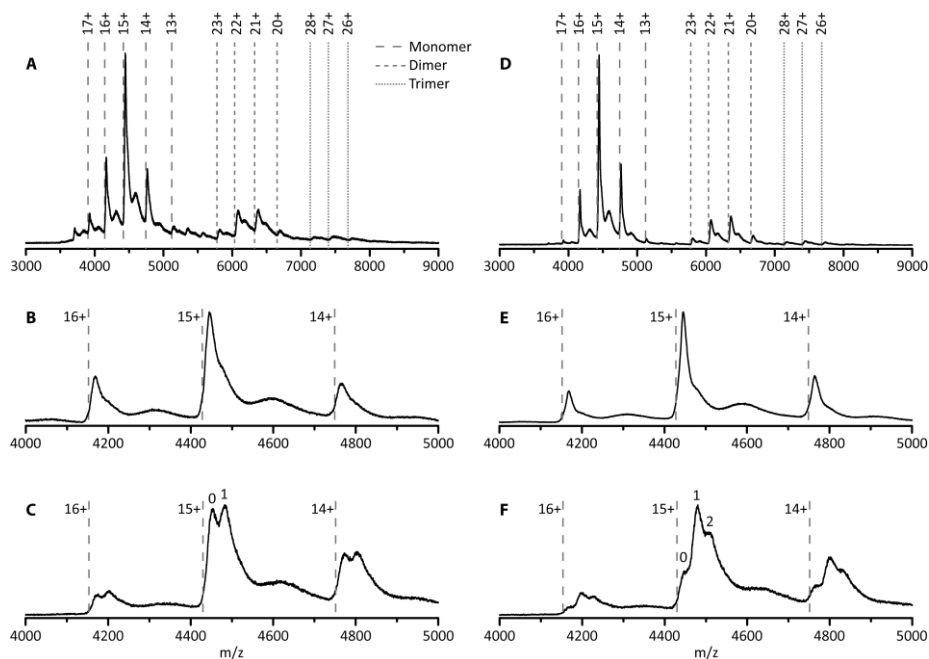 17+ 16+ 15+ 14+ 13+ 23+ 22+ 21+ 20+ 28+ 27+ 26+
A
Monomer
Dimer
Trimer
3000 4000 5000 6000 7000 8000 9000
17+ 16+ 15+ 14+ 13+ 23+ 22+ 21+ 20+ 28+ 27+ 26+
D
3000 4000 5000 6000 7000 8000 9000
B 16+ 15+ 14+
4000 4200 4400 4600 4800 5000
E 16+ 15+ 14+
4000 4200 4400 4600 4800 5000
C 16+ 15+ 0 1 14+
4000 4200 4400 4600 4800 5000
m/z
F 16+ 15+ 0 1 2 14+
4000 4200 4400 4600 4800 5000
m/z